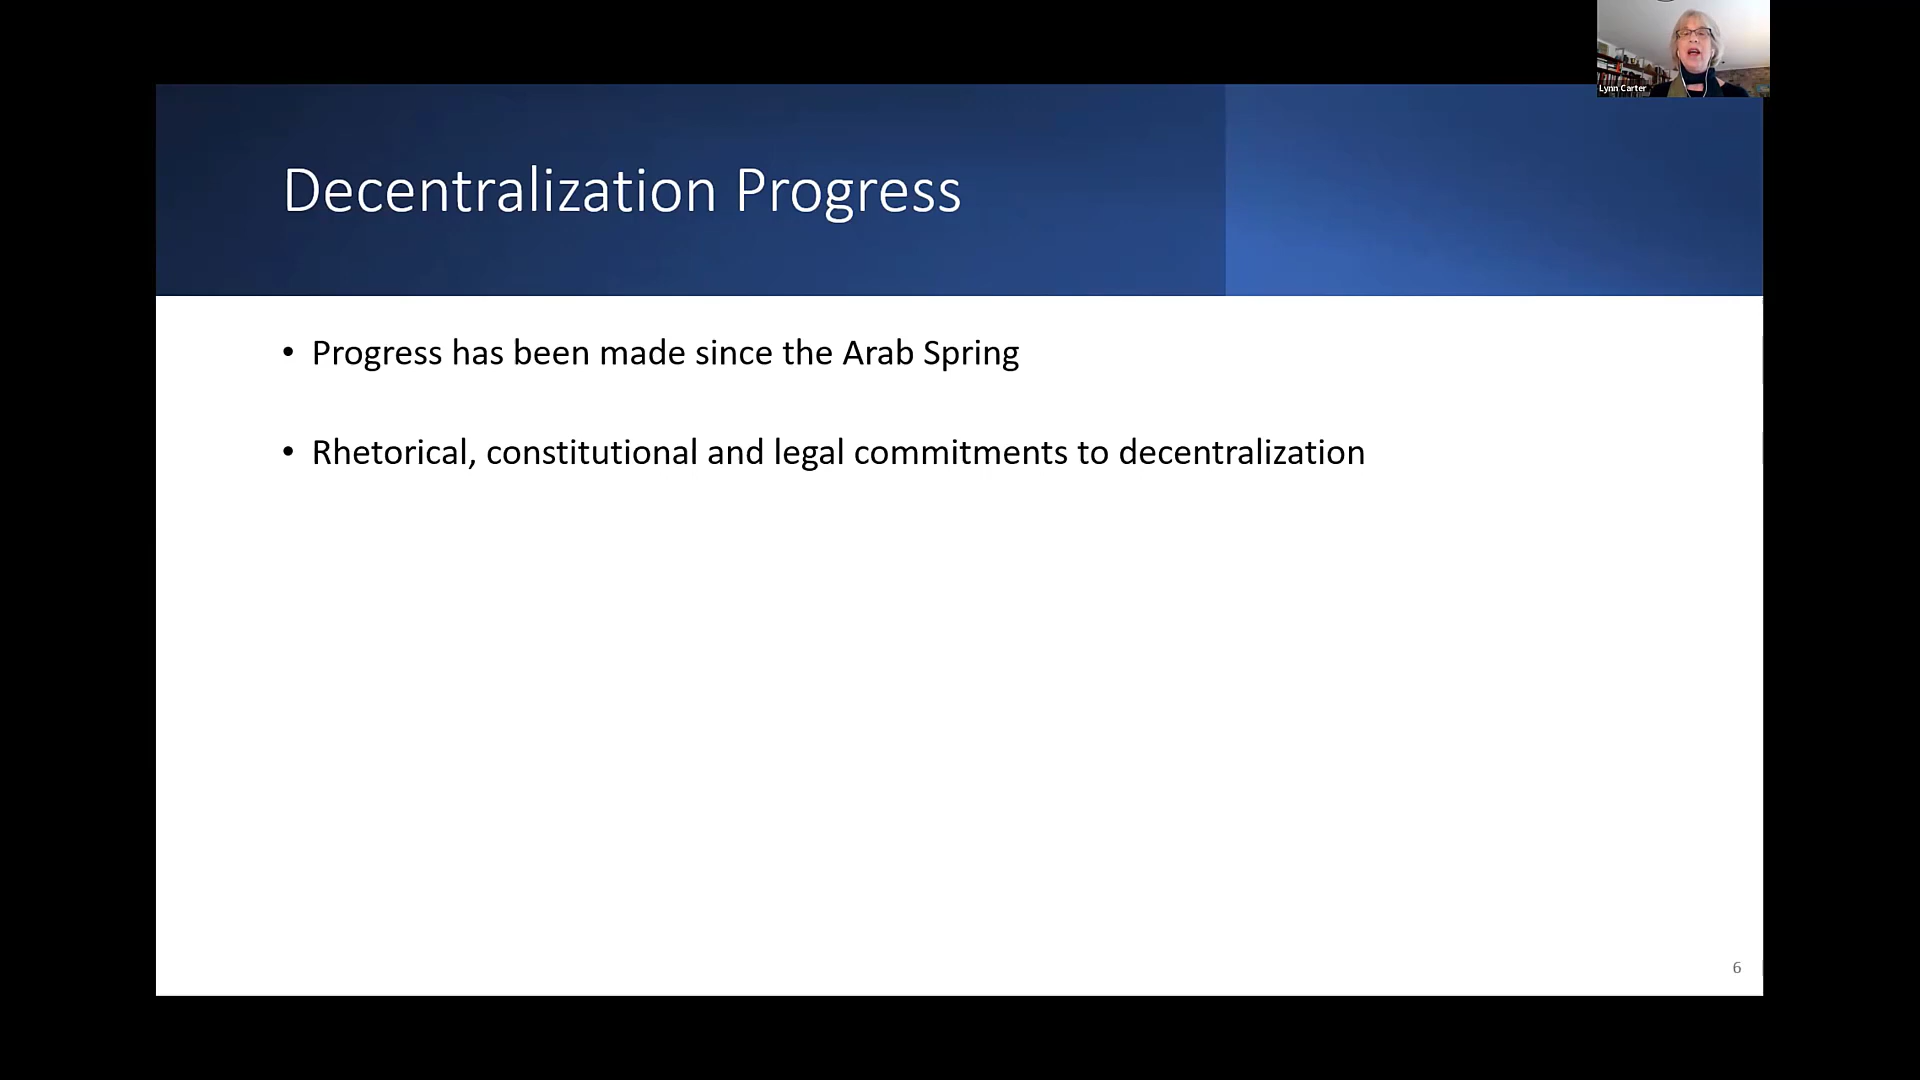 Lynn Carter
Decentralization Progress
• Progress has been made since the Arab Spring
• Rhetorical, constitutional and legal commitments to decentralization
6